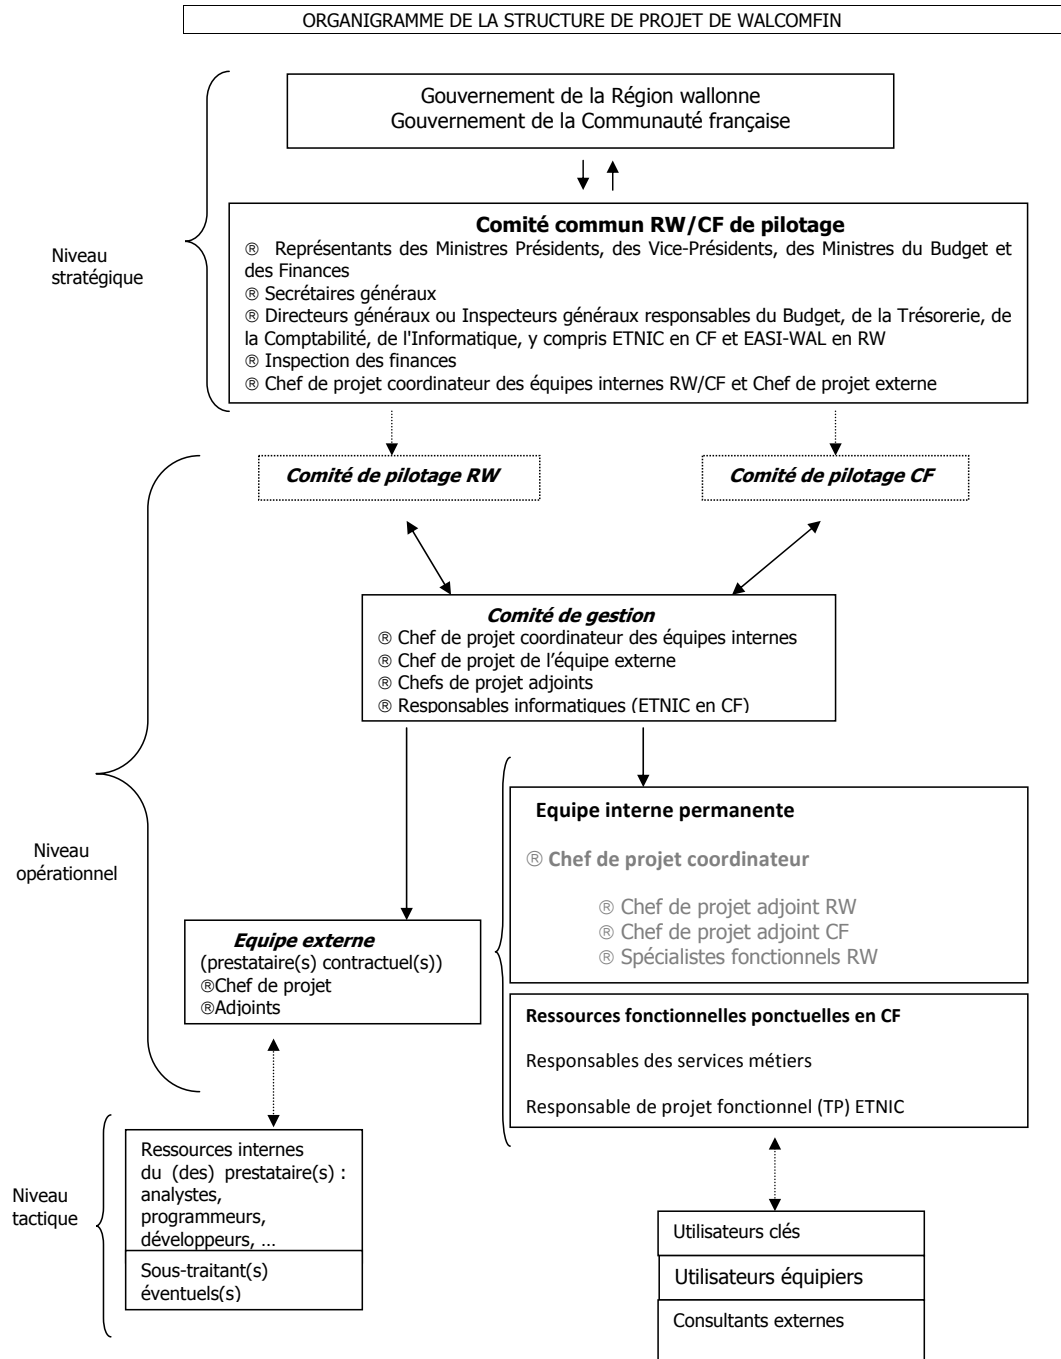 ORGANIGRAMME DE LA STRUCTURE DE PROJET DE WALCOMFIN
Gouvernement de la Région wallonne
Gouvernement de la Communauté française
Niveau
stratégique
Comité commun RW/CF de pilotage
® Représentants des Ministres Présidents, des Vice-Présidents, des Ministres du Budget et
des Finances
® Secrétaires généraux
® Directeurs généraux ou Inspecteurs généraux responsables du Budget, de la Trésorerie, de
la Comptabilité, de l'Informatique, y compris ETNIC en CF et EASI-WAL en RW
® Inspection des finances
® Chef de projet coordinateur des équipes internes RW/CF et Chef de projet externe
Comité de pilotage RW
Comité de pilotage CF
Comité de gestion
® Chef de projet coordinateur des équipes internes
® Chef de projet de l’équipe externe
® Chefs de projet adjoints
® Responsables informatiques (ETNIC en CF)
Niveau
opérationnel
Equipe interne permanente
® Chef de projet coordinateur
® Chef de projet adjoint RW
® Chef de projet adjoint CF
® Spécialistes fonctionnels RW
Equipe externe
(prestataire(s) contractuel(s))
®Chef de projet
®Adjoints
Ressources fonctionnelles ponctuelles en CF
Responsables des services métiers
Responsable de projet fonctionnel (TP) ETNIC
Niveau
tactique
Ressources internes
du (des) prestataire(s) :
analystes,
programmeurs,
développeurs, ...
Sous-traitant(s)
éventuels(s)
Utilisateurs clés
Utilisateurs équipiers
Consultants externes